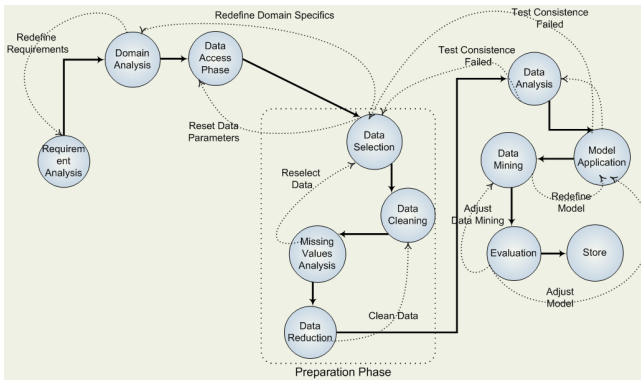 Redefine Domain Specifics
Test Consistence
Failed
Redefine
Requirements
Domain
Analysis
Data
Access
Phase
Test Consistence
Failed
Data
Analysis
Reset Data
Parameters
Data
Selection
Requirem
ent
Analysis
Model
Application
Data
Mining
Reselect
Data
Redefine
Model
Data
Cleaning
Adjust
Data Mining
Missing
Values
Analysis
Evaluation
Store
Clean Data
Adjust
Model
Data
Reduction
Preparation Phase